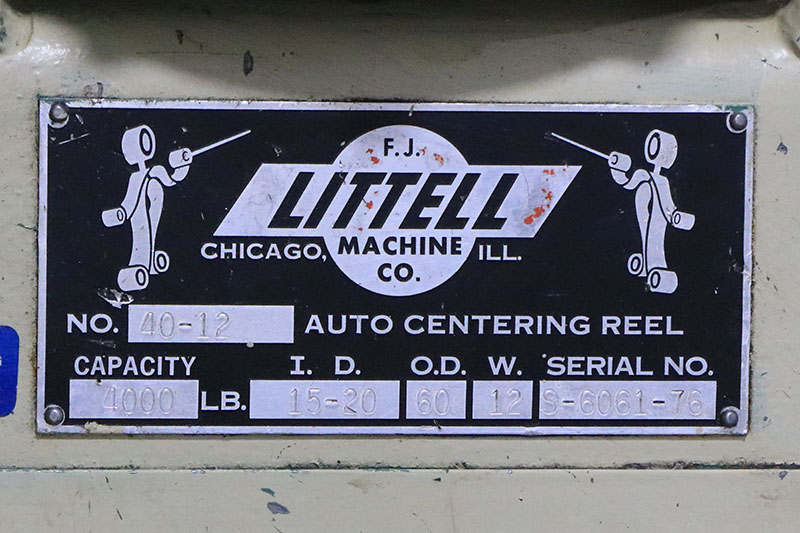 F.J.
LITTELL
CHICAGO, MACHINE ILL.
CO.
NO. 40-12 AUTO CENTERING REEL
CAPACITY I. D. O.D. W. SERIAL NO.
4000 LB. 15-20 60 12 S-6061-76